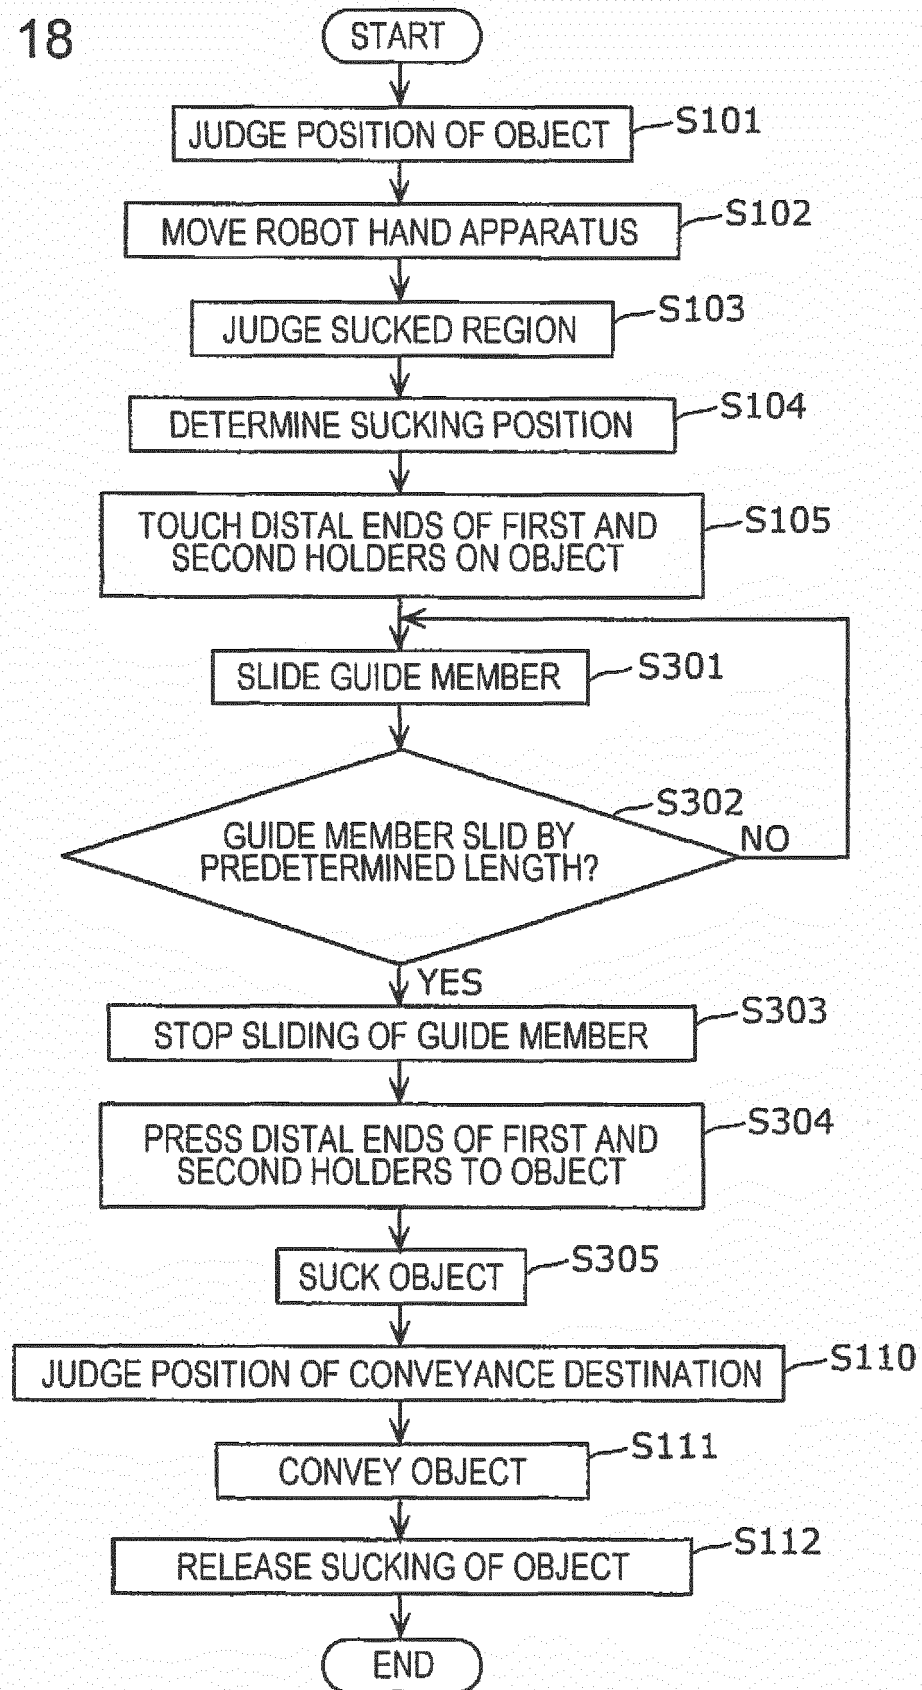 18
START
JUDGE POSITION OF OBJECT
S101
MOVE ROBOT HAND APPARATUS
S102
JUDGE SUCKED REGION
S103
DETERMINE SUCKING POSITION
S104
TOUCH DISTAL ENDS OF FIRST AND
SECOND HOLDERS ON OBJECT
S105
SLIDE GUIDE MEMBER
S301
GUIDE MEMBER SLID BY
PREDETERMINED LENGTH?
S302
NO
YES
STOP SLIDING OF GUIDE MEMBER
S303
PRESS DISTAL ENDS OF FIRST AND
SECOND HOLDERS TO OBJECT
S304
SUCK OBJECT
S305
JUDGE POSITION OF CONVEYANCE DESTINATION
S110
CONVEY OBJECT
S111
RELEASE SUCKING OF OBJECT
S112
END